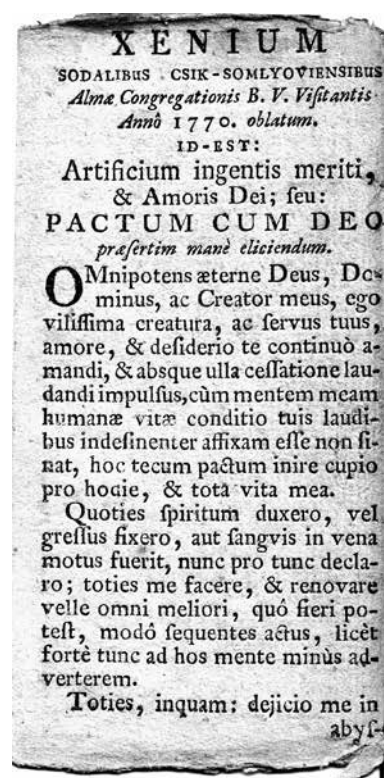 XENIUM
SODALIBUS CSIK-SOMLYOVIENSIBUS
Almæ Congregationis B. V. Viſitantis
Annô 1770. oblatum.
ID-EST:
Artificium ingentis meriti,
& Amoris Dei; ſeu:
PACTUM CUM DEO
præſertim manè eliciendum.
OMnipotens æterne Deus, Do-
minus, ac Creator meus, ego
viliſſima creatura, ac ſervus tuus,
amore, & deſiderio te continuò a-
mandi, & absque ulla ceſſatione lau-
dandi impulſus, cùm mentem meam
humanæ vitæ conditio tuis laudi-
bus indeſinenter affixam eſſe non ſi-
nat, hoc tecum pactum inire cupio
pro hodie, & tota vita mea.
Quoties ſpiritum duxero, vel
greſſus fixero, aut ſangvis in vena
motus fuerit, nunc pro tunc decla-
ro; toties me facere, & renovare
velle omni meliori, quó fieri po-
teſt, modô ſequentes actus, licèt
fortè tunc ad hos mente minùs ad-
verterem.
Toties, inquam: dejicio me in
abyſ-